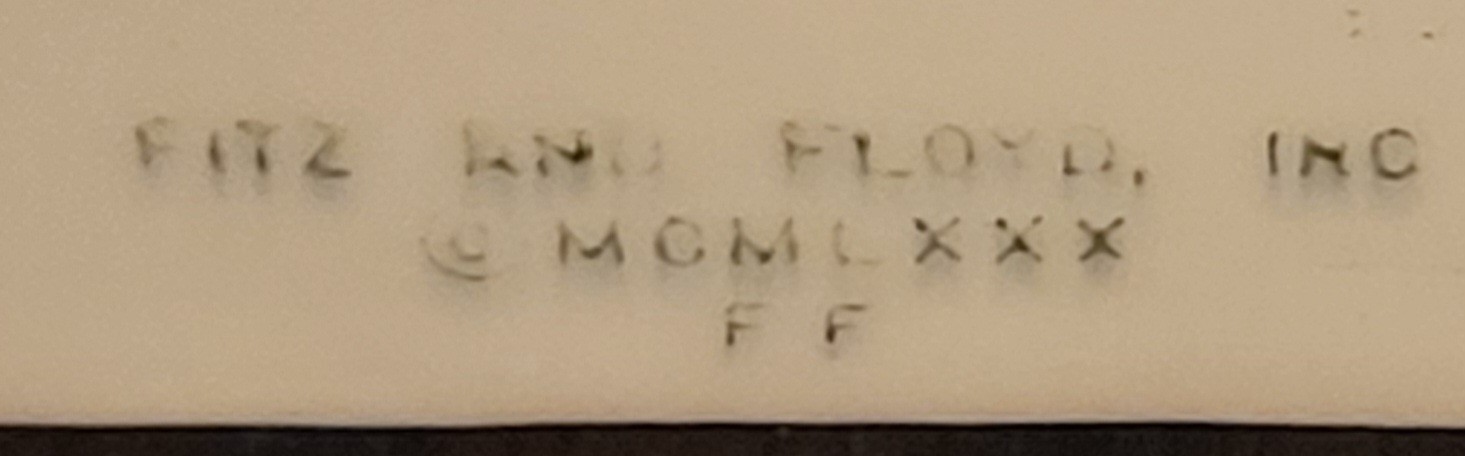 FITZ AND FLOYD, INC
© MCMLXXX
F F